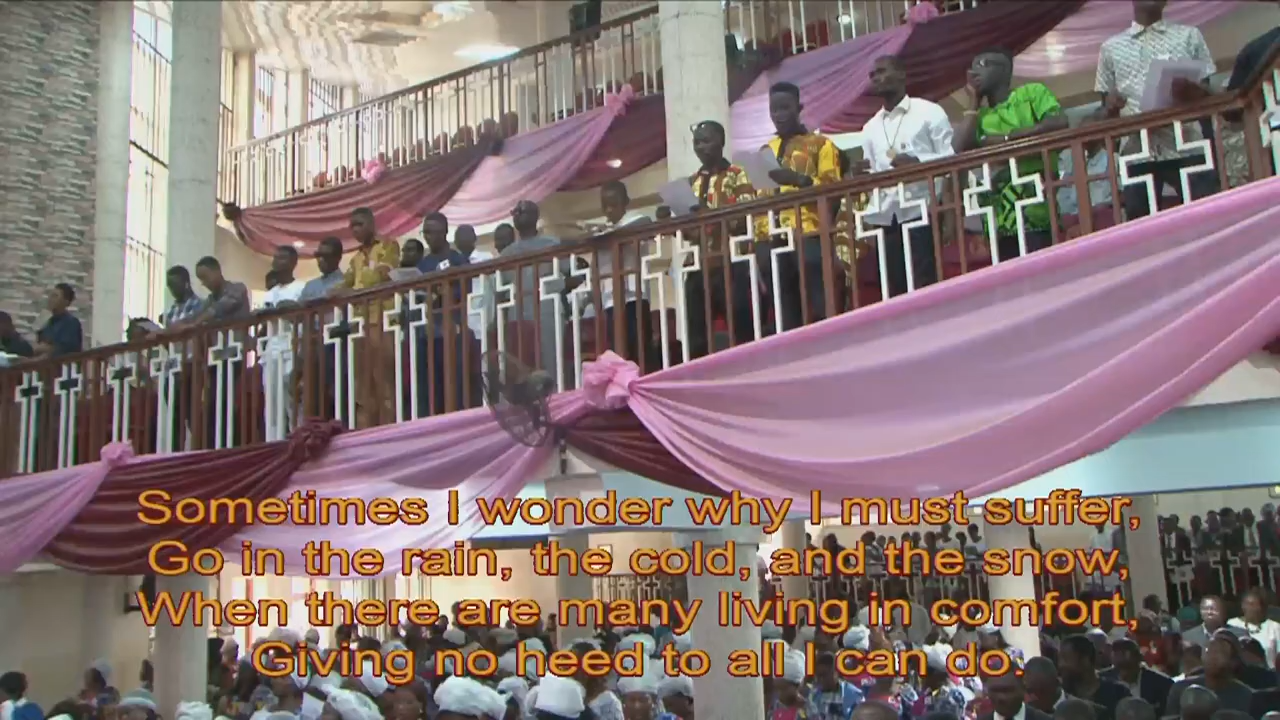 Sometimes I wonder why I must suffer,
Go in the rain, the cold, and the snow,
When there are many living in comfort,
Giving no heed to all I can do.